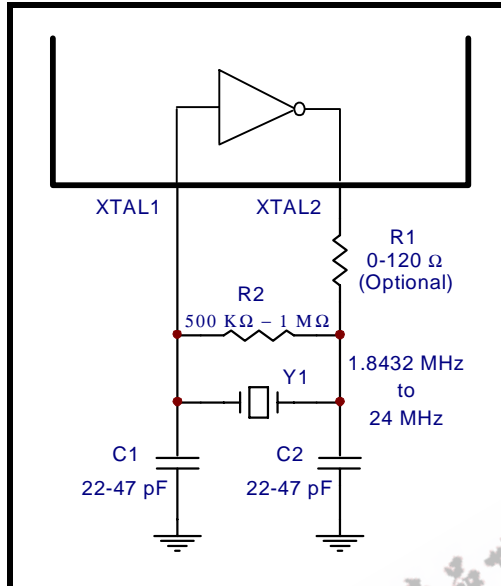 XTAL1
XTAL2
R1
0-120 Ω
(Optional)
R2
500 KΩ – 1 MΩ
Y1
1.8432 MHz
to
24 MHz
C1
22-47 pF
C2
22-47 pF